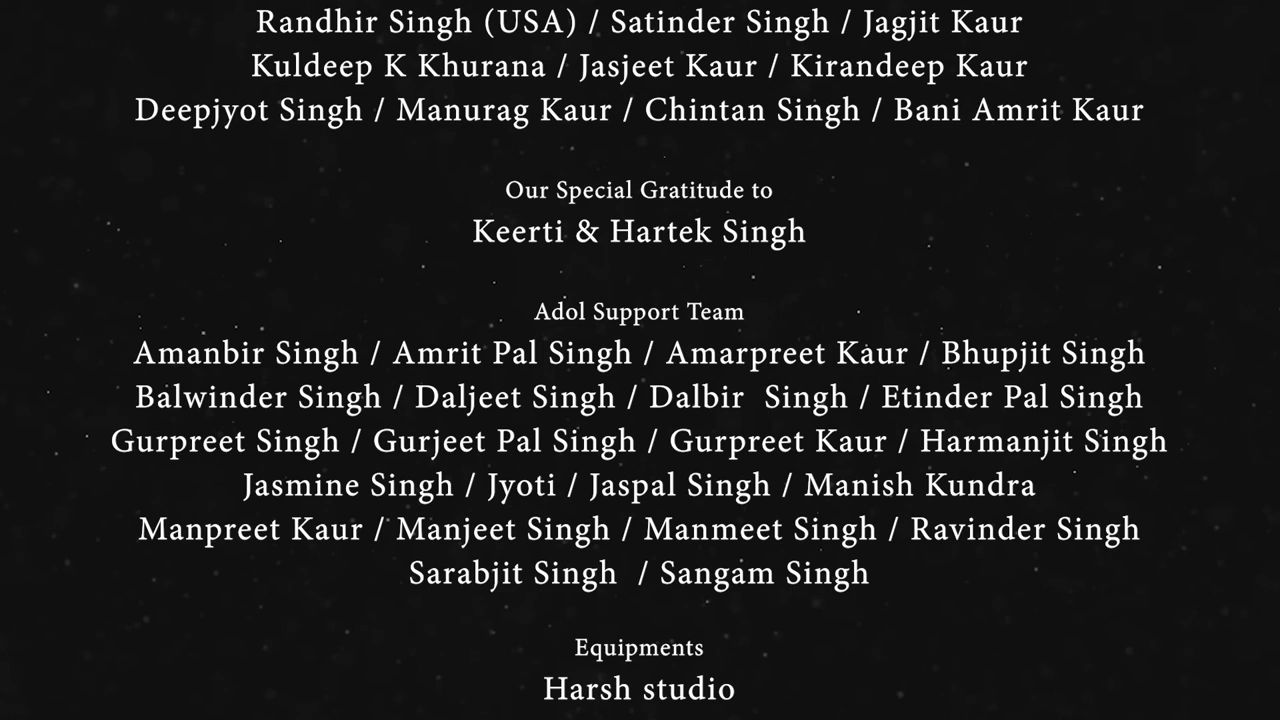 Randhir Singh (USA) / Satinder Singh / Jagjit Kaur
Kuldeep K Khurana / Jasjeet Kaur / Kirandeep Kaur
Deepjyot Singh / Manurag Kaur / Chintan Singh / Bani Amrit Kaur
Our Special Gratitude to
Keerti & Hartek Singh
Adol Support Team
Amanbir Singh / Amrit Pal Singh / Amarpreet Kaur / Bhupjit Singh
Balwinder Singh / Daljeet Singh / Dalbir  Singh / Etinder Pal Singh
Gurpreet Singh / Gurjeet Pal Singh / Gurpreet Kaur / Harmanjit Singh
Jasmine Singh / Jyoti / Jaspal Singh / Manish Kundra
Manpreet Kaur / Manjeet Singh / Manmeet Singh / Ravinder Singh
Sarabjit Singh  / Sangam Singh
Equipments
Harsh studio